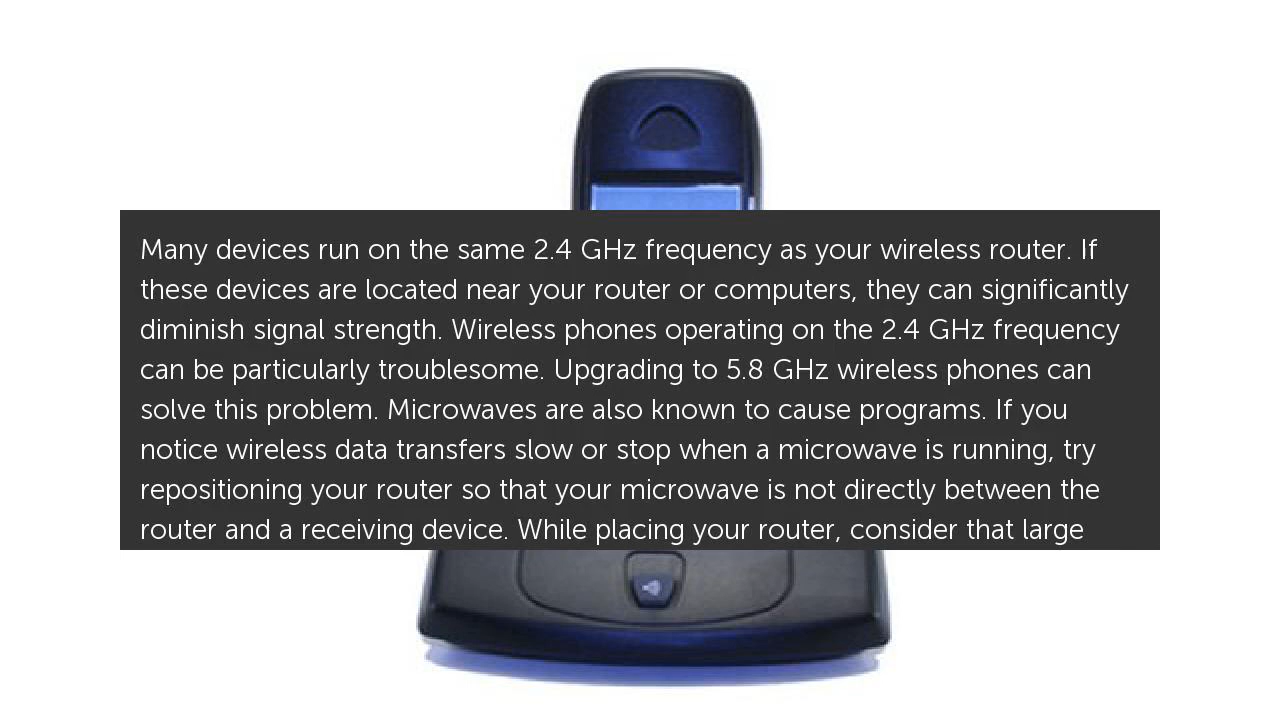 Many devices run on the same 2.4 GHz frequency as your wireless router. If
these devices are located near your router or computers, they can significantly
diminish signal strength. Wireless phones operating on the 2.4 GHz frequency
can be particularly troublesome. Upgrading to 5.8 GHz wireless phones can
solve this problem. Microwaves are also known to cause programs. If you
notice wireless data transfers slow or stop when a microwave is running, try
repositioning your router so that your microwave is not directly between the
router and a receiving device. While placing your router, consider that large